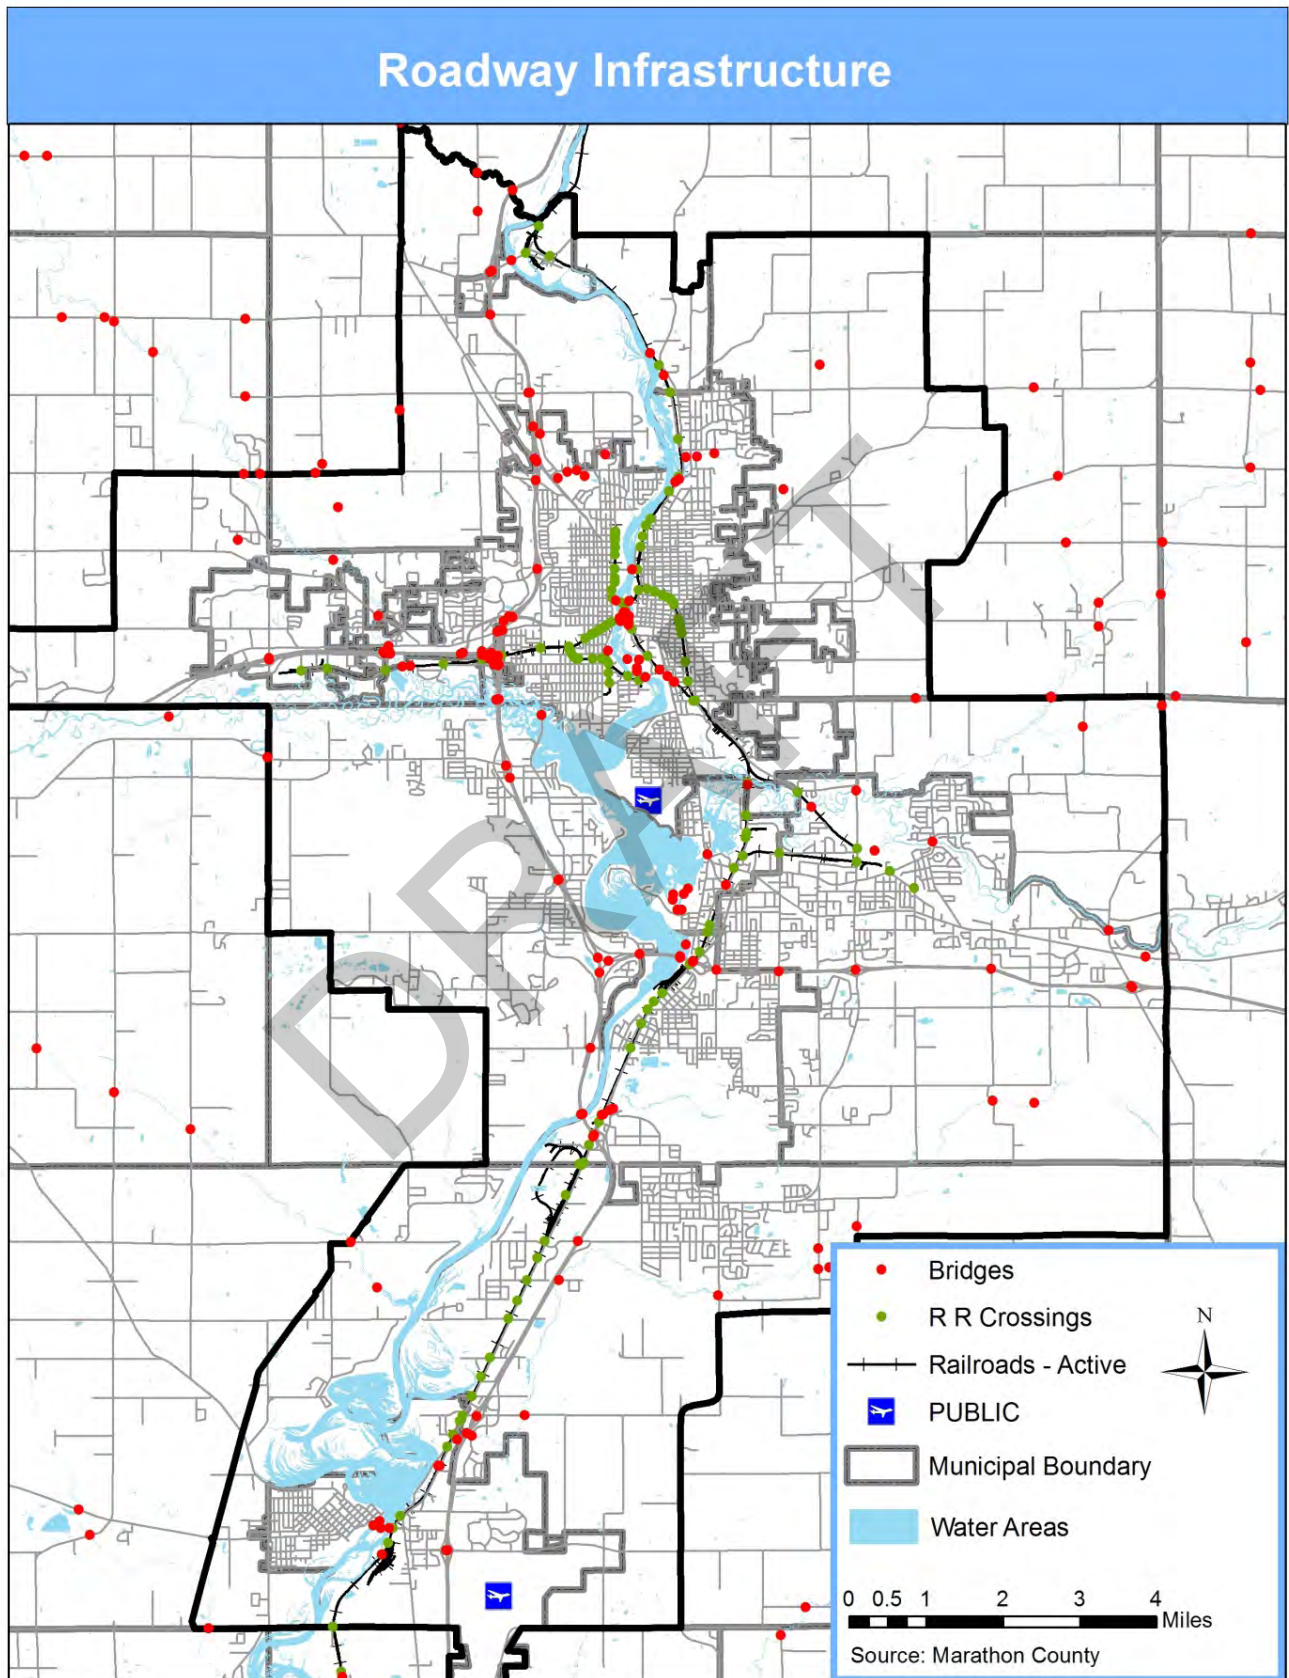 Roadway Infrastructure
DRAFT
Bridges
R R Crossings
N
Railroads - Active
PUBLIC
Municipal Boundary
Water Areas
0 0.5 1 2 3 4
Miles
Source: Marathon County